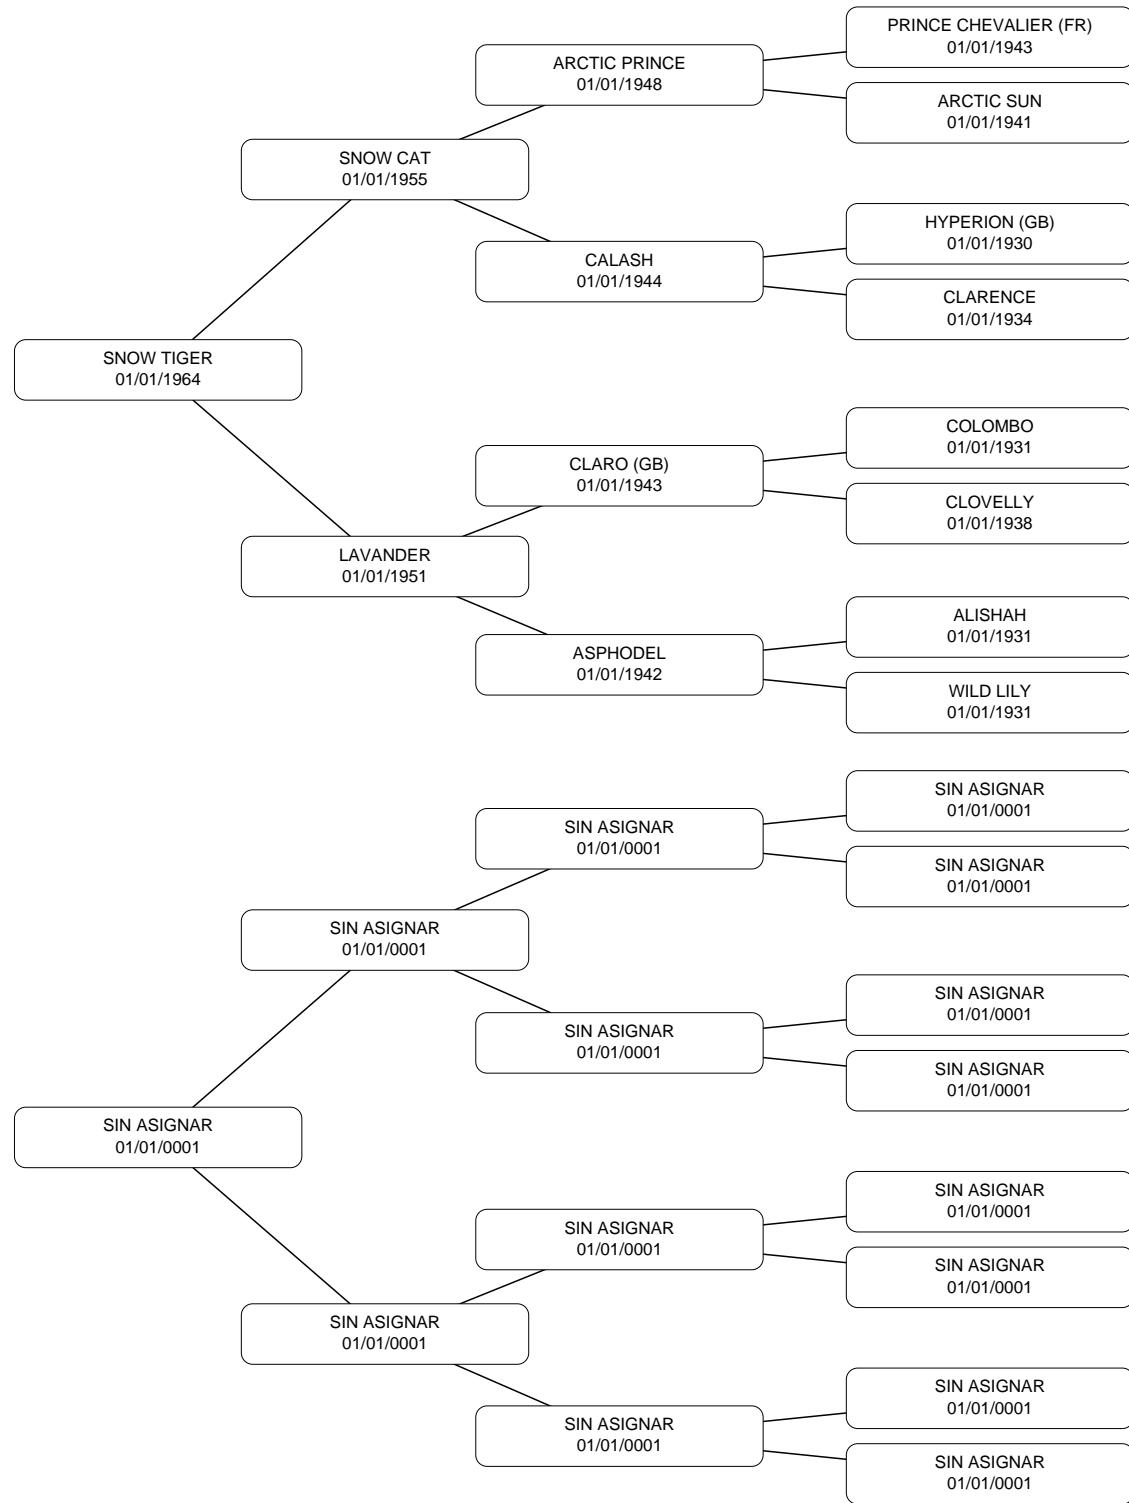 PRINCE CHEVALIER (FR)
01/01/1943
ARCTIC PRINCE
01/01/1948
ARCTIC SUN
01/01/1941
SNOW CAT
01/01/1955
HYPERION (GB)
01/01/1930
CALASH
01/01/1944
CLARENCE
01/01/1934
SNOW TIGER
01/01/1964
COLOMBO
01/01/1931
CLARO (GB)
01/01/1943
CLOVELLY
01/01/1938
LAVANDER
01/01/1951
ALISHAH
01/01/1931
ASPHODEL
01/01/1942
WILD LILY
01/01/1931
SIN ASIGNAR
01/01/0001
SIN ASIGNAR
01/01/0001
SIN ASIGNAR
01/01/0001
SIN ASIGNAR
01/01/0001
SIN ASIGNAR
01/01/0001
SIN ASIGNAR
01/01/0001
SIN ASIGNAR
01/01/0001
SIN ASIGNAR
01/01/0001
SIN ASIGNAR
01/01/0001
SIN ASIGNAR
01/01/0001
SIN ASIGNAR
01/01/0001
SIN ASIGNAR
01/01/0001
SIN ASIGNAR
01/01/0001
SIN ASIGNAR
01/01/0001
SIN ASIGNAR
01/01/0001